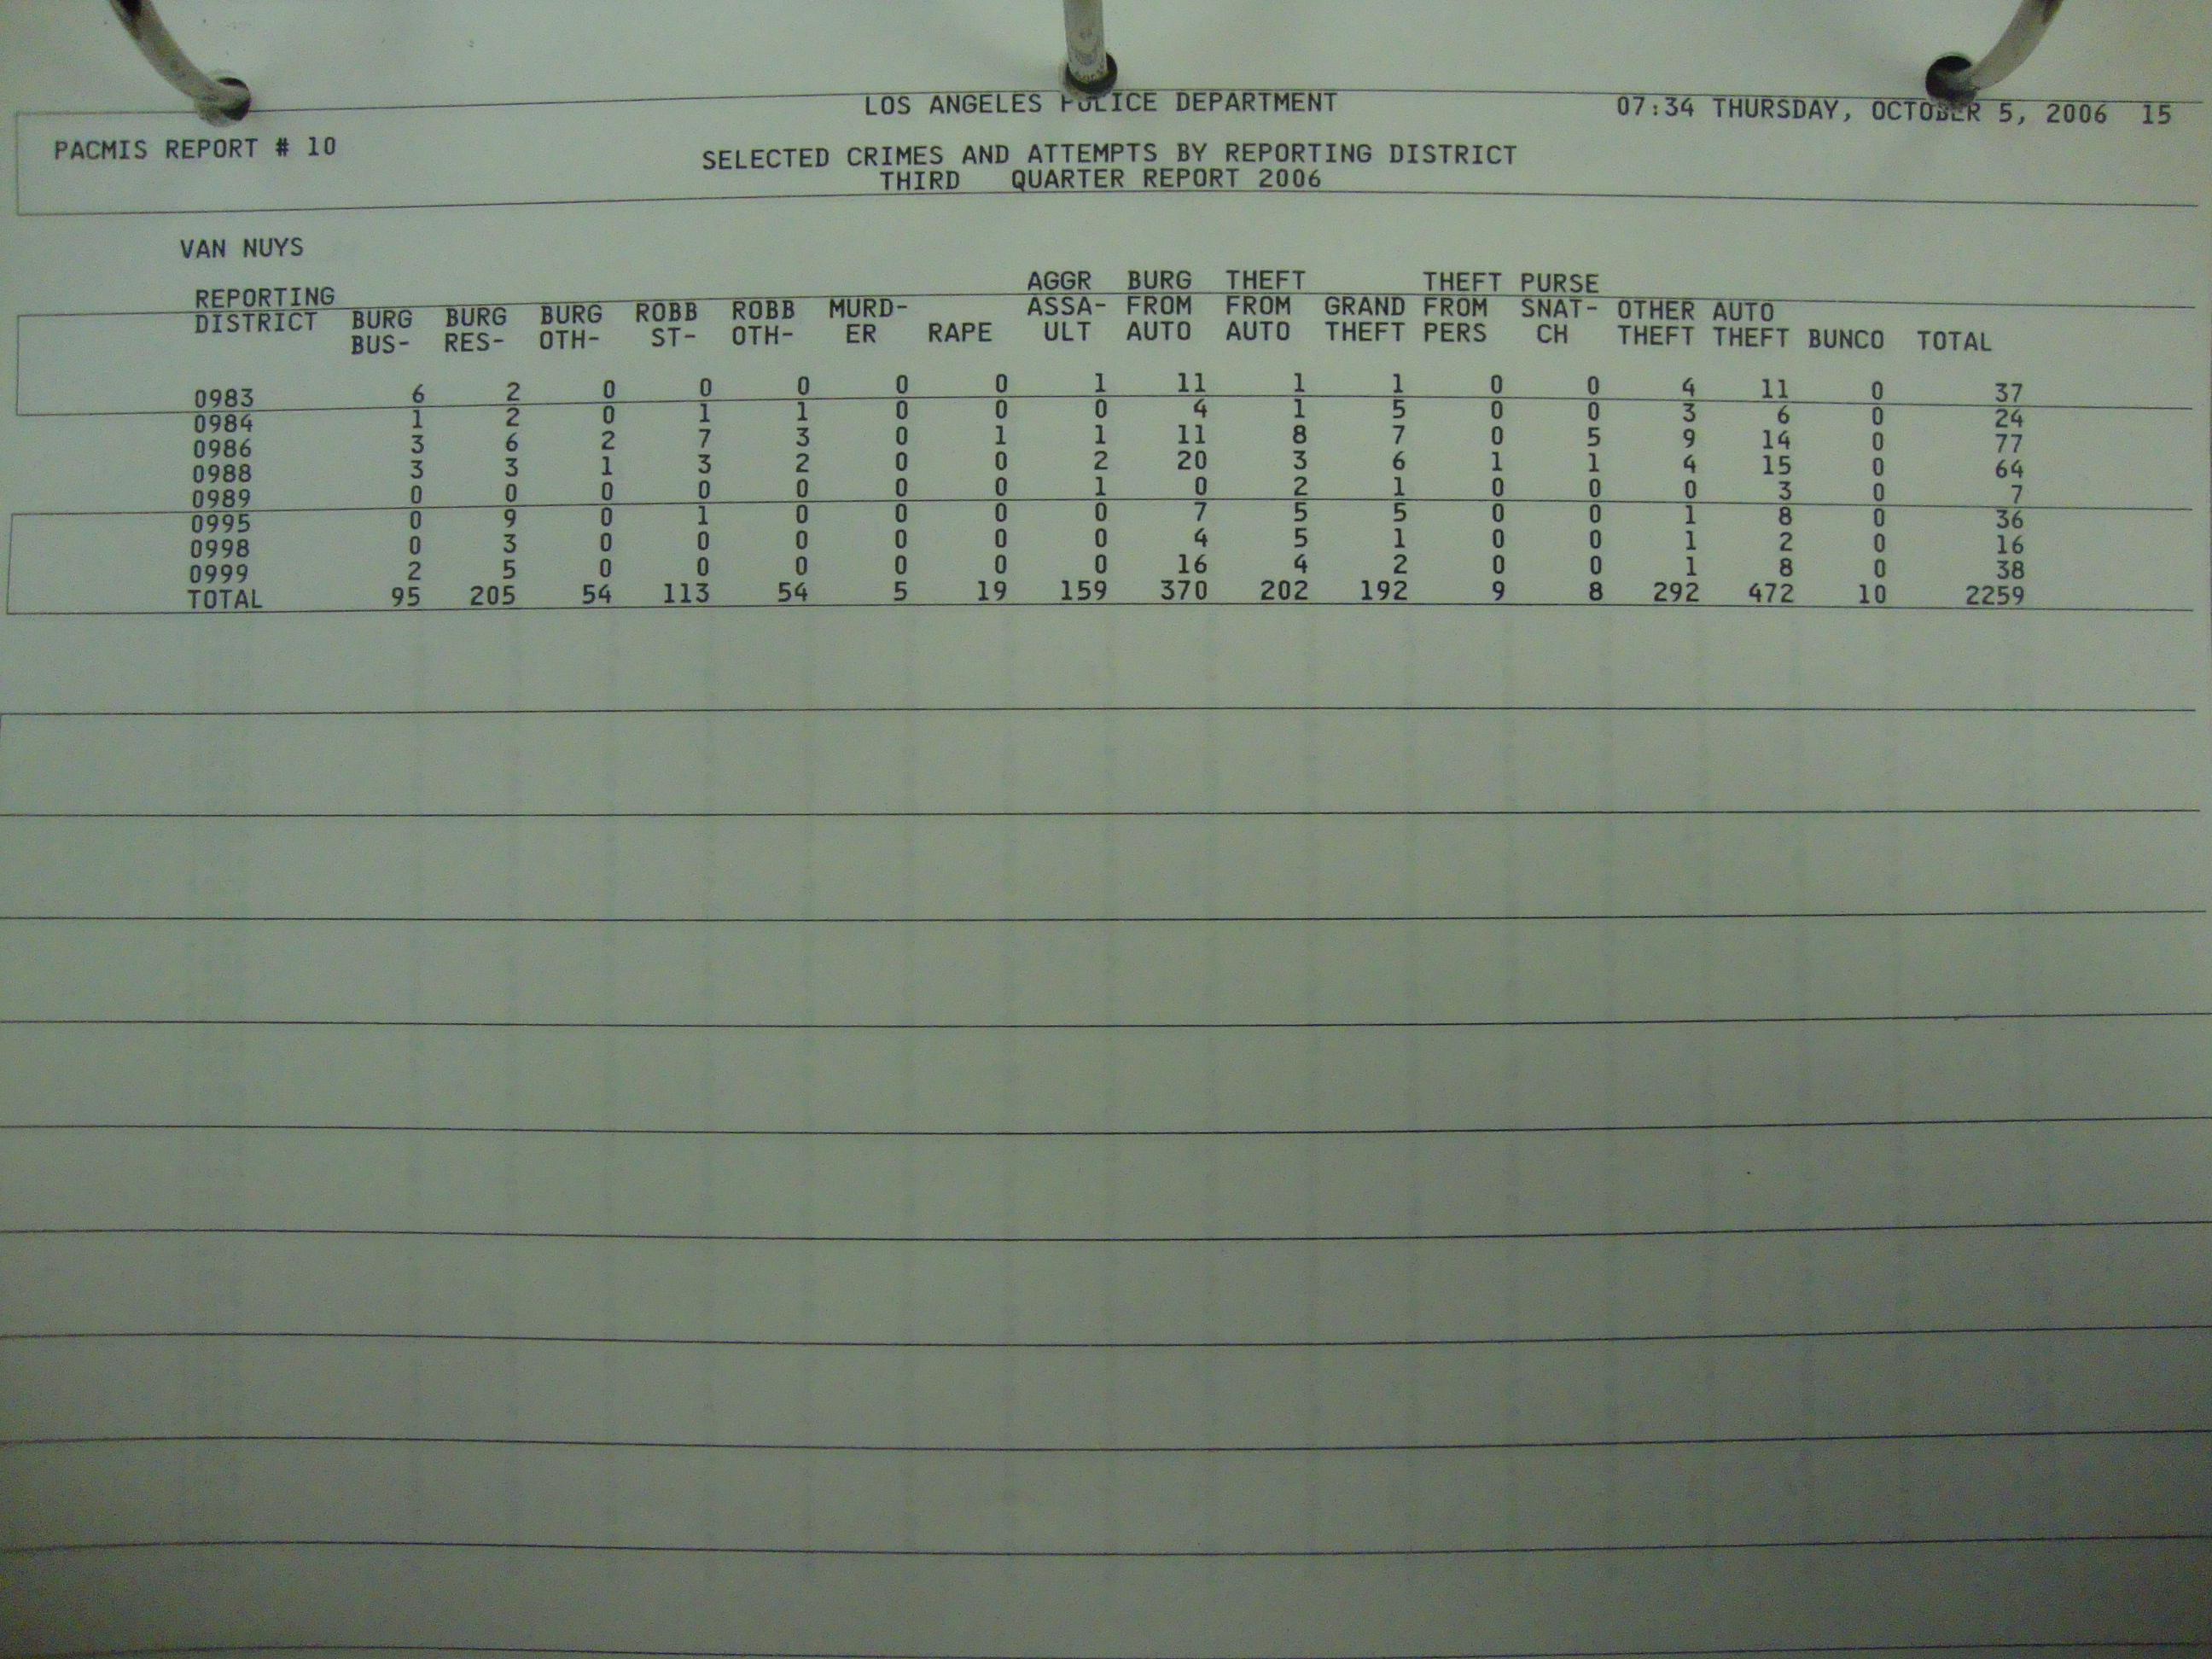 LOS ANGELES POLICE DEPARTMENT 07:34 THURSDAY, OCTOBER 5, 2006 15
PACMIS REPORT # 10
SELECTED CRIMES AND ATTEMPTS BY REPORTING DISTRICT
THIRD QUARTER REPORT 2006
VAN NUYS
AGGR BURG THEFT THEFT PURSE
REPORTING BURG BURG BURG ROBB ROBB MURD- ASSA- FROM FROM GRAND FROM SNAT- OTHER AUTO
DISTRICT BUS- RES- OTH- ST- OTH- ER RAPE ULT AUTO AUTO THEFT PERS CH THEFT THEFT BUNCO TOTAL
0983 6 2 0 0 0 0 0 1 11 1 1 0 0 4 11 0 37
0984 1 2 0 1 1 0 0 0 4 1 5 0 0 3 6 0 24
0986 3 6 2 7 3 0 1 1 11 8 7 0 5 9 14 0 77
0988 3 3 1 3 2 0 0 2 20 3 6 1 1 4 15 0 64
0989 0 0 0 0 0 0 0 1 0 2 1 0 0 0 3 0 7
0995 0 9 0 1 0 0 0 0 7 5 5 0 0 1 8 0 36
0998 0 3 0 0 0 0 0 0 4 5 1 0 0 1 2 0 16
0999 2 5 0 0 0 0 0 0 16 4 2 0 0 1 8 0 38
TOTAL 95 205 54 113 54 5 19 159 370 202 192 9 8 292 472 10 2259